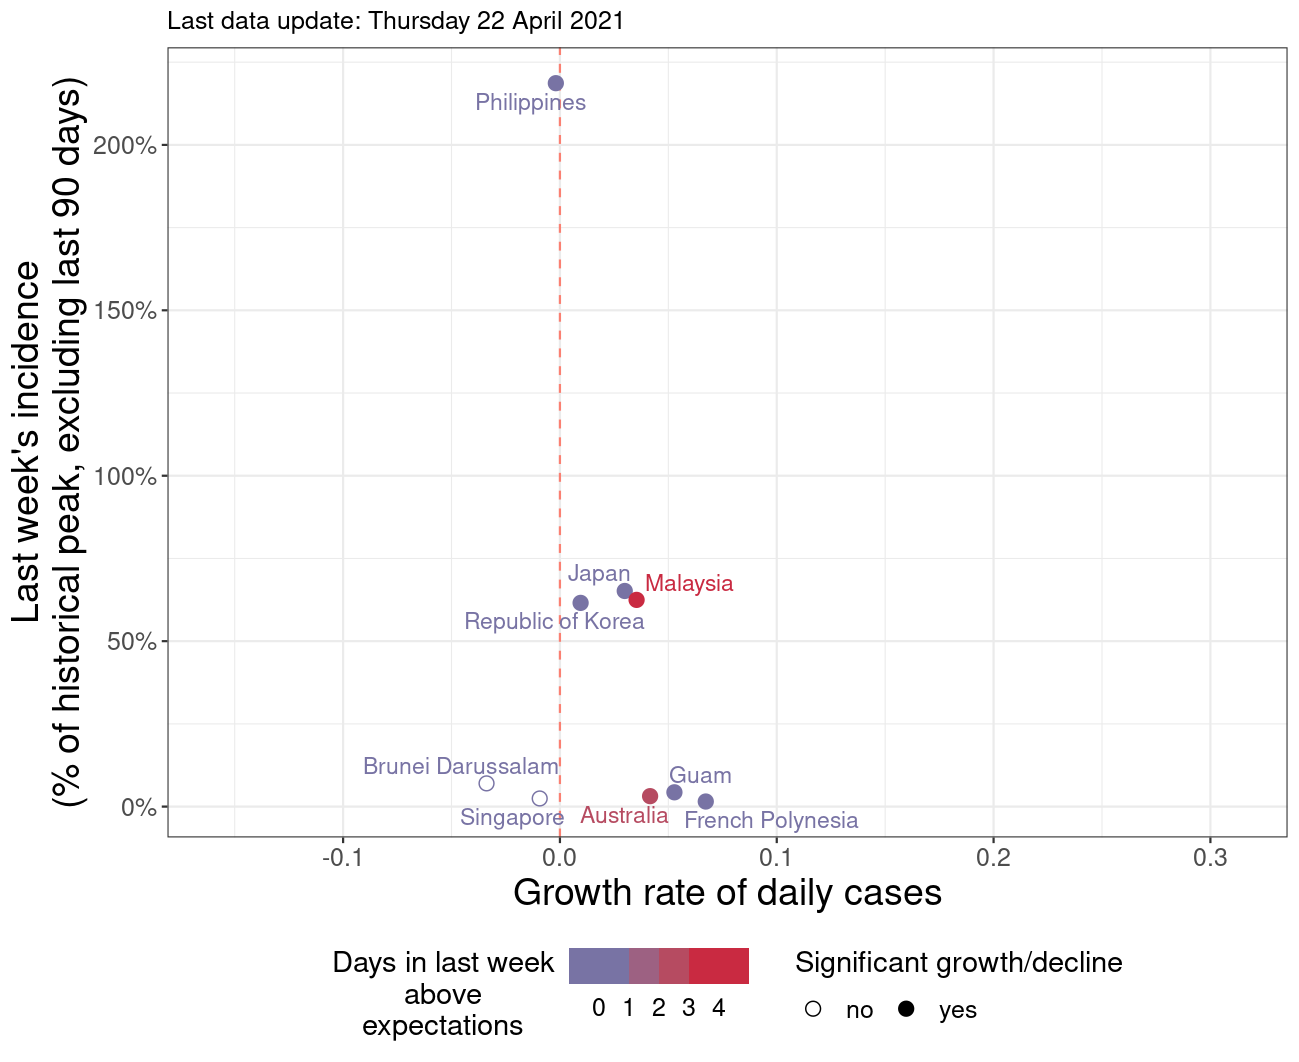 Last data update: Thursday 22 April 2021
Last week's incidence
(% of historical peak, excluding last 90 days)
200%
150%
100%
50%
0%
Philippines
Japan
Malaysia
Republic of Korea
Brunei Darussalam
Guam
Singapore
Australia
French Polynesia
-0.1
0.0
0.1
0.2
0.3
Growth rate of daily cases
Days in last week
above
expectations
0 1 2 3 4
Significant growth/decline
no
yes